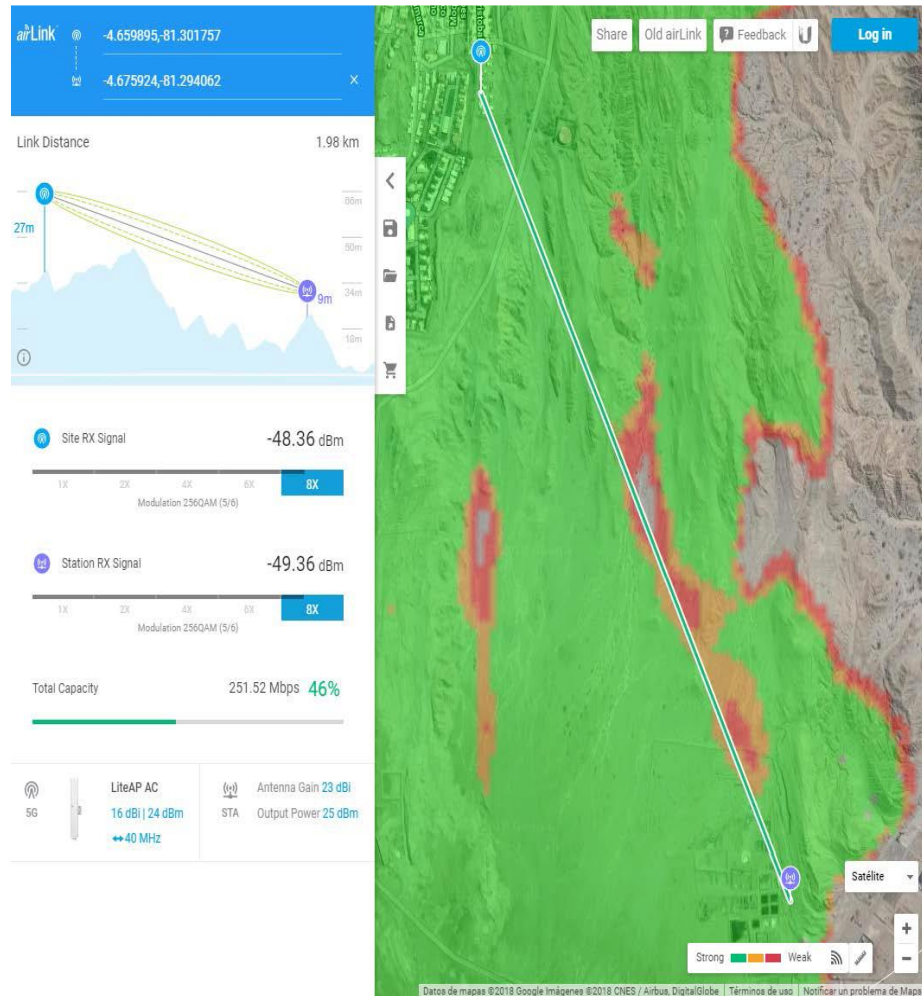 airLink
-4.659895,-81.301757
-4.675924,-81.294062
Link Distance 1.98 km
66m
27m
50m
34m
9m
18m
Site RX Signal -48.36 dBm
1X 2X 4X 6X 8X
Modulation 256QAM (5/6)
Station RX Signal -49.36 dBm
1X 2X 4X 6X 8X
Modulation 256QAM (5/6)
Total Capacity 251.52 Mbps 46%
LiteAP AC
5G
16 dBi | 24 dBm
40 MHz
Antenna Gain 23 dBi
STA Output Power 25 dBm
Share Old airLink Feedback Log in
Satélite
Strong Weak
Datos de mapas ©2018 Google Imágenes ©2018 CNES / Airbus, DigitalGlobe Términos de uso Notificar un problema de Maps